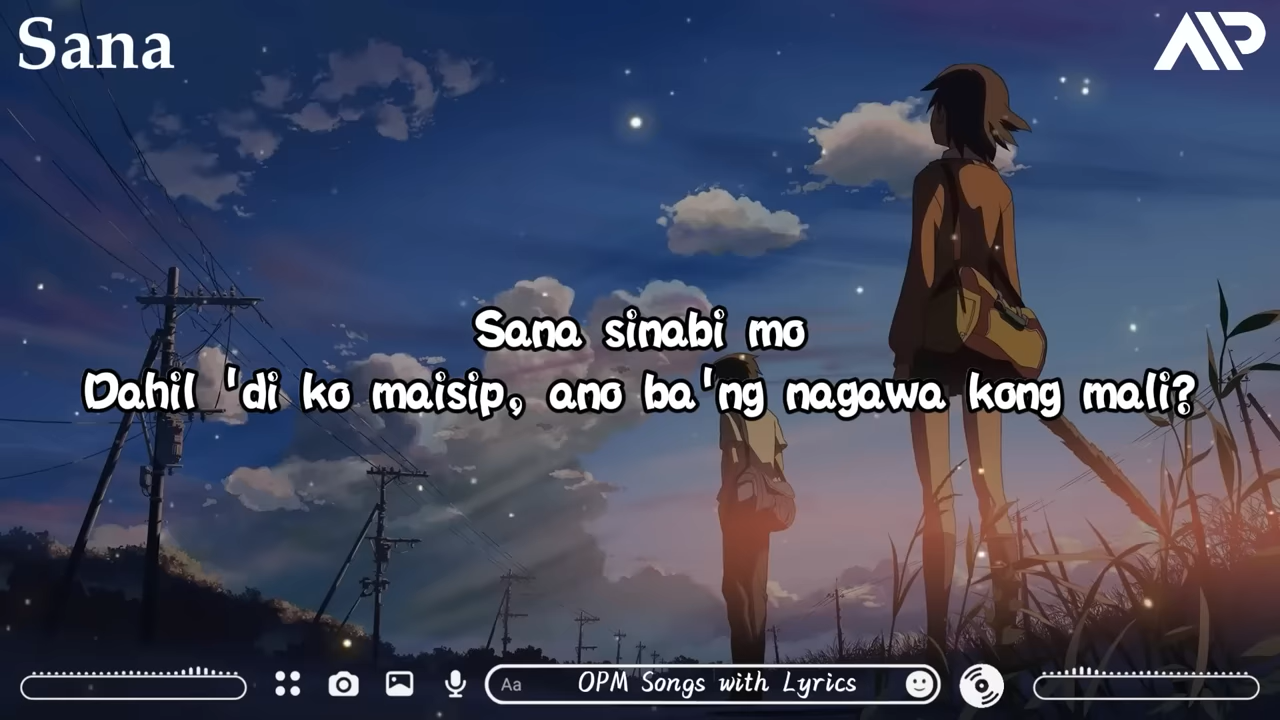 Sana
AP
Sana sinabi mo
Dahil 'di ko maisip, ano ba'ng nagawa kong mali?
Aa
OPM Songs with Lyrics